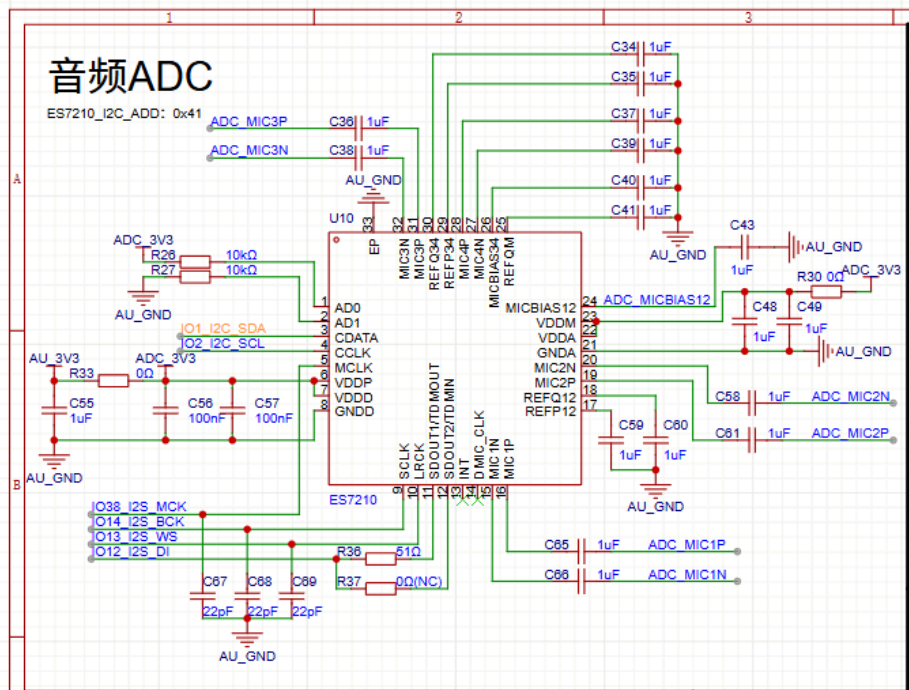 1 2 3
音频ADC
ES7210_I2C_ADD：0x41
ADC_MIC3P C36 1uF
ADC_MIC3N C38 1uF
AU_GND
C34 1uF
C35 1uF
C37 1uF
C39 1uF
C40 1uF
C41 1uF
AU_GND
A
U10
33 32 31 30 29 28 27 26 25
EP MIC3N MIC3P REFQ34 REFP34 MIC4P MIC4N MICBIAS34 REFQM
C43 1uF AU_GND
ADC_3V3
R26 10kΩ
R27 10kΩ
AU_GND
R30 0Ω ADC_3V3
1 AD0
2 AD1
IO1_I2C_SDA 3 CDATA
IO2_I2C_SCL 4 CCLK
5 MCLK
6 VDDP
7 VDDD
8 GNDD
MICBIAS12 24 ADC_MICBIAS12
VDDM 23
VDDA 22
GNDA 21
MIC2N 20
MIC2P 19
REFQ12 18
REFP12 17
C48 1uF
C49 1uF
AU_GND
AU_3V3 ADC_3V3
R33 0Ω
C55 1uF
C56 100nF
C57 100nF
AU_GND
C58 1uF ADC_MIC2N
C61 1uF ADC_MIC2P
C59 1uF
C60 1uF
AU_GND
B
SCLK LRCK SDOUT1/TDMOUT SDOUT2/TDMIN INT DMIC_CLK MIC1N MIC1P
9 10 11 12 13 14 15 16
ES7210
IO38_I2S_MCK
IO14_I2S_BCK
IO13_I2S_WS
IO12_I2S_DI
R36 51Ω
R37 0Ω(NC)
C65 1uF ADC_MIC1P
C66 1uF ADC_MIC1N
C67 22pF
C68 22pF
C69 22pF
AU_GND